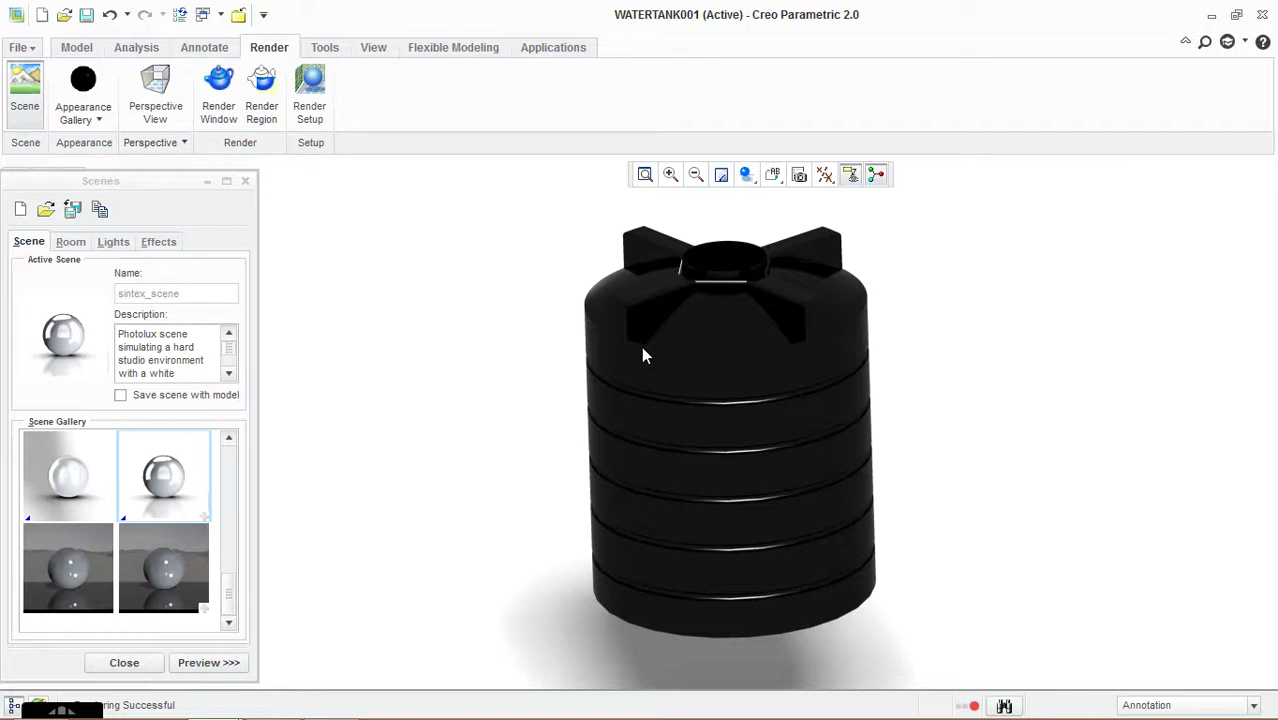 WATERTANK001 (Active) - Creo Parametric 2.0
File Model Analysis Annotate Render Tools View Flexible Modeling Applications
Scene Appearance Gallery Perspective View Render Window Render Region Render Setup
Scene Appearance Perspective Render Setup
Scenes
Scene Room Lights Effects
Active Scene
Name:
sintex_scene
Description:
Photolux scene
simulating a hard
studio environment
with a white
Save scene with model
Scene Gallery
Close Preview >>>
Successful
Annotation